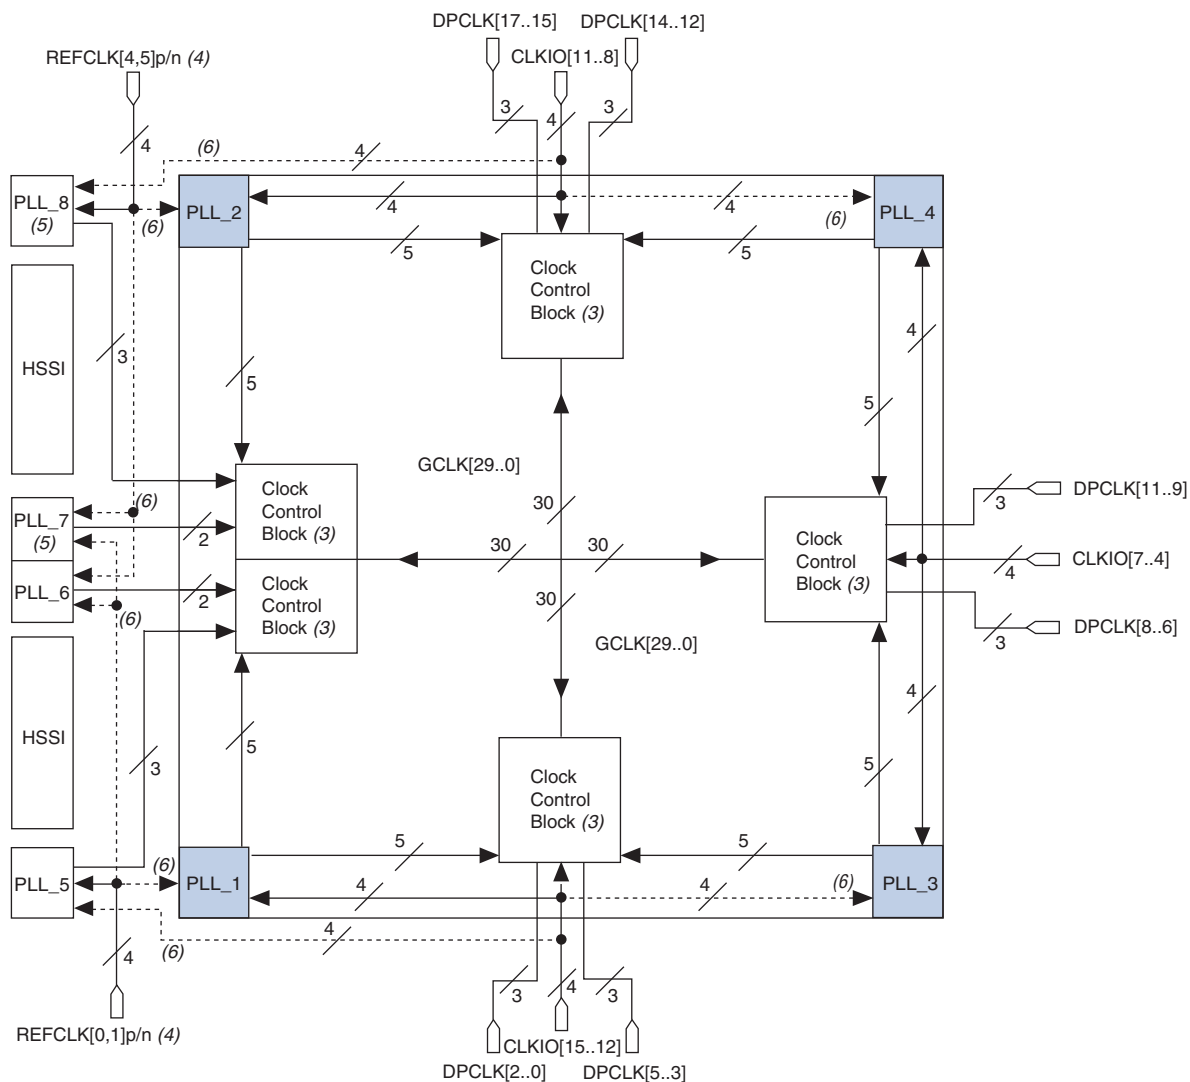 DPCLK[17..15]
DPCLK[14..12]
REFCLK[4,5]p/n (4)
CLKIO[11..8]
3
4
3
4
(6)
4
PLL_8
(5)
(6)
PLL_2
4
4
(6)
PLL_4
5
5
Clock
Control
Block (3)
HSSI
3
5
4
5
GCLK[29..0]
Clock
Control
Block (3)
30
(6)
PLL_7
(5)
2
30
30
Clock
Control
Block (3)
3
DPCLK[11..9]
4
CLKIO[7..4]
PLL_6
2
(6)
Clock
Control
Block (3)
30
GCLK[29..0]
3
DPCLK[8..6]
HSSI
3
5
4
5
Clock
Control
Block (3)
5
5
PLL_5
(6)
PLL_1
4
4
(6)
PLL_3
4
(6)
4
3
4
3
REFCLK[0,1]p/n (4)
CLKIO[15..12]
DPCLK[2..0]
DPCLK[5..3]